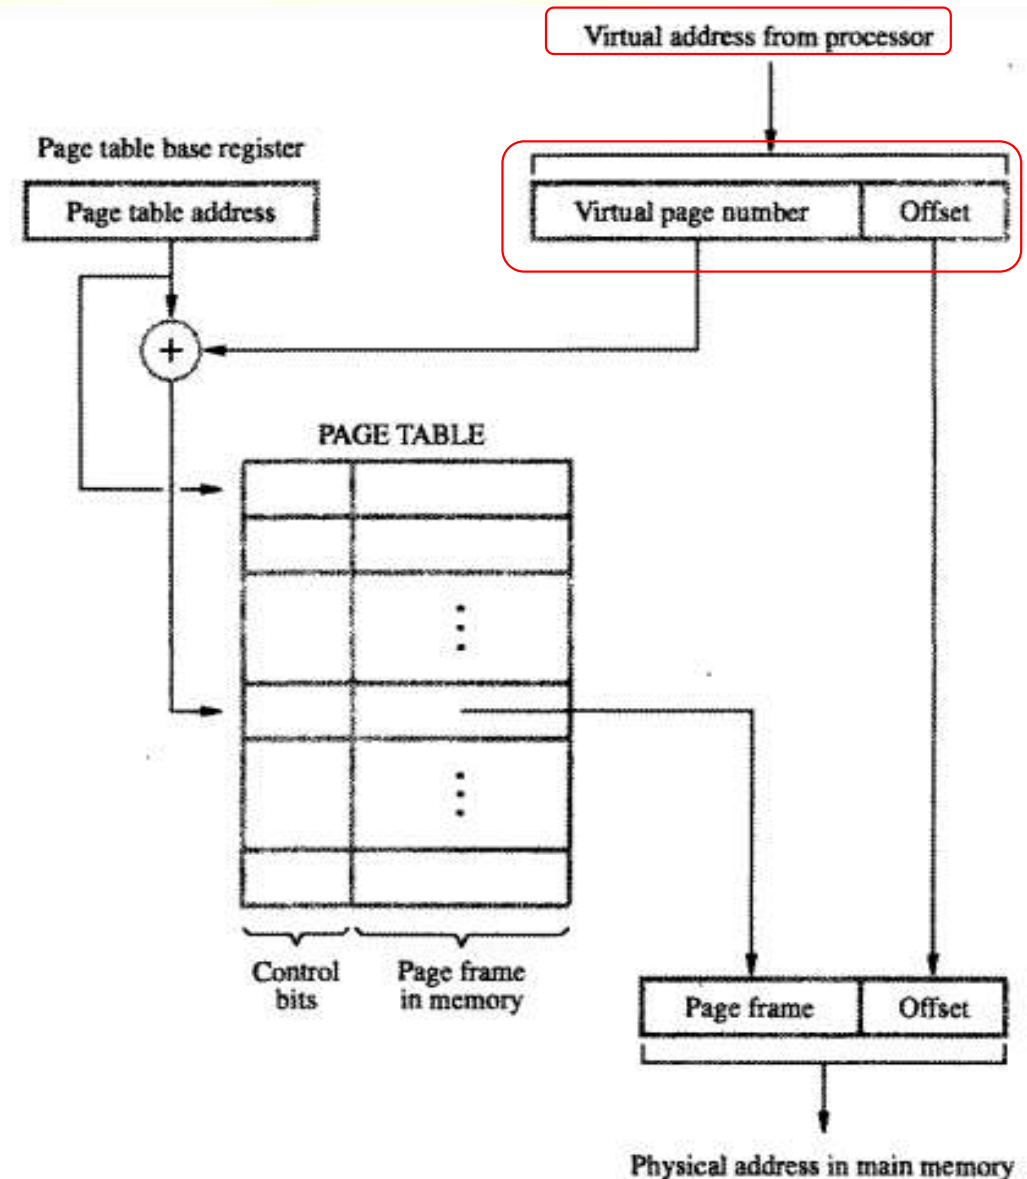 Virtual address from processor
Page table base register
Page table address
Virtual page number
Offset
+
PAGE TABLE
Control
bits
Page frame
in memory
Page frame
Offset
Physical address in main memory